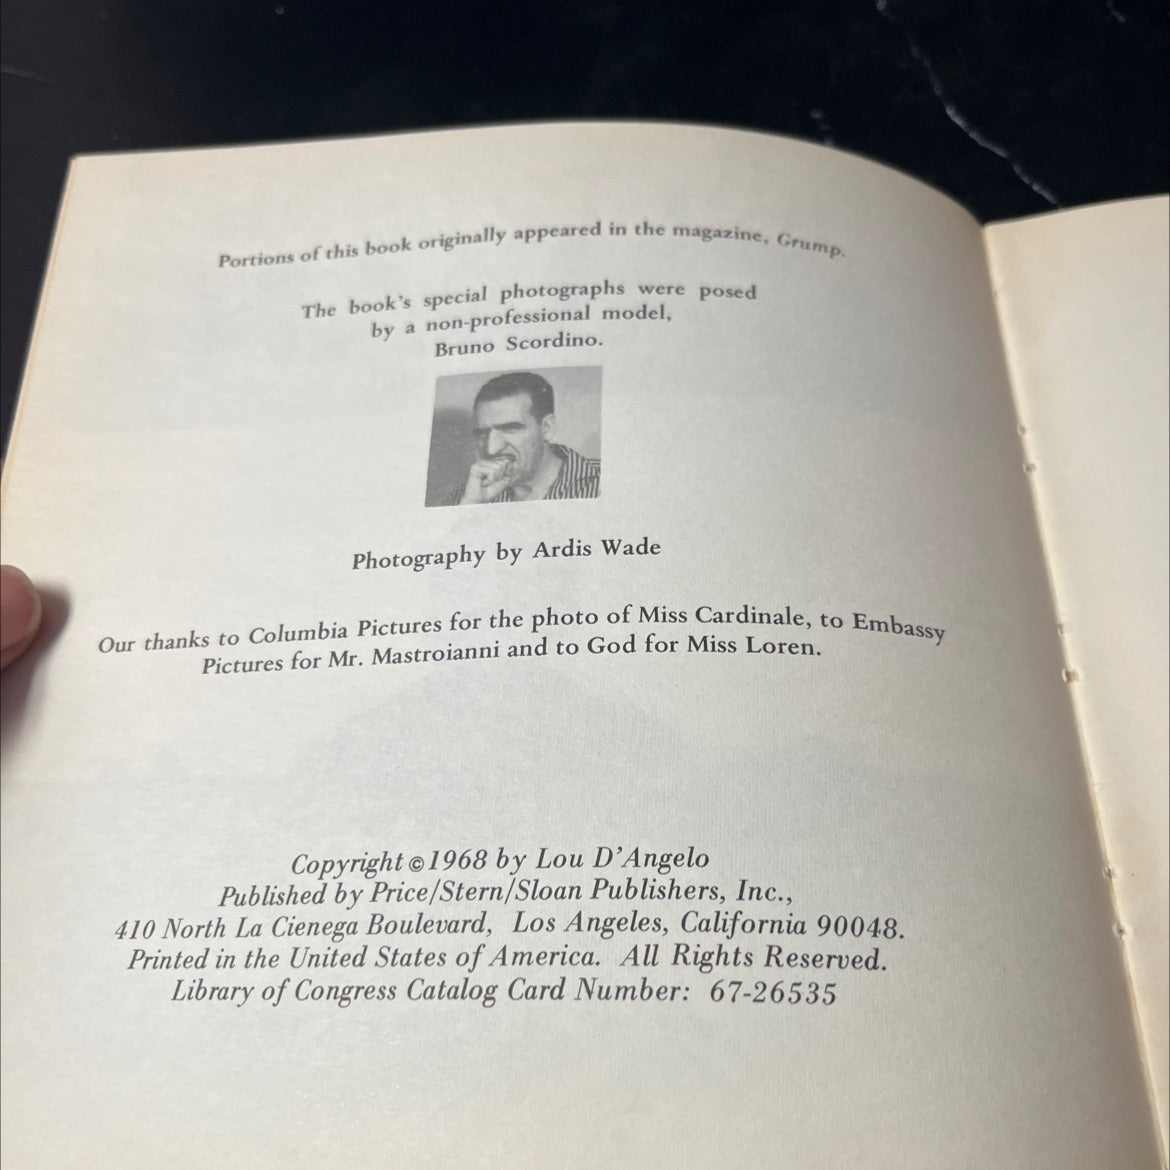 Portions of this book originally appeared in the magazine, Grump.
The book's special photographs were posed
by a non-professional model,
Bruno Scordino.
Photography by Ardis Wade
Our thanks to Columbia Pictures for the photo of Miss Cardinale, to Embassy
Pictures for Mr. Mastroianni and to God for Miss Loren.
Copyright ©1968 by Lou D'Angelo
Published by Price/Stern/Sloan Publishers, Inc.,
410 North La Cienega Boulevard, Los Angeles, California 90048.
Printed in the United States of America. All Rights Reserved.
Library of Congress Catalog Card Number: 67-26535